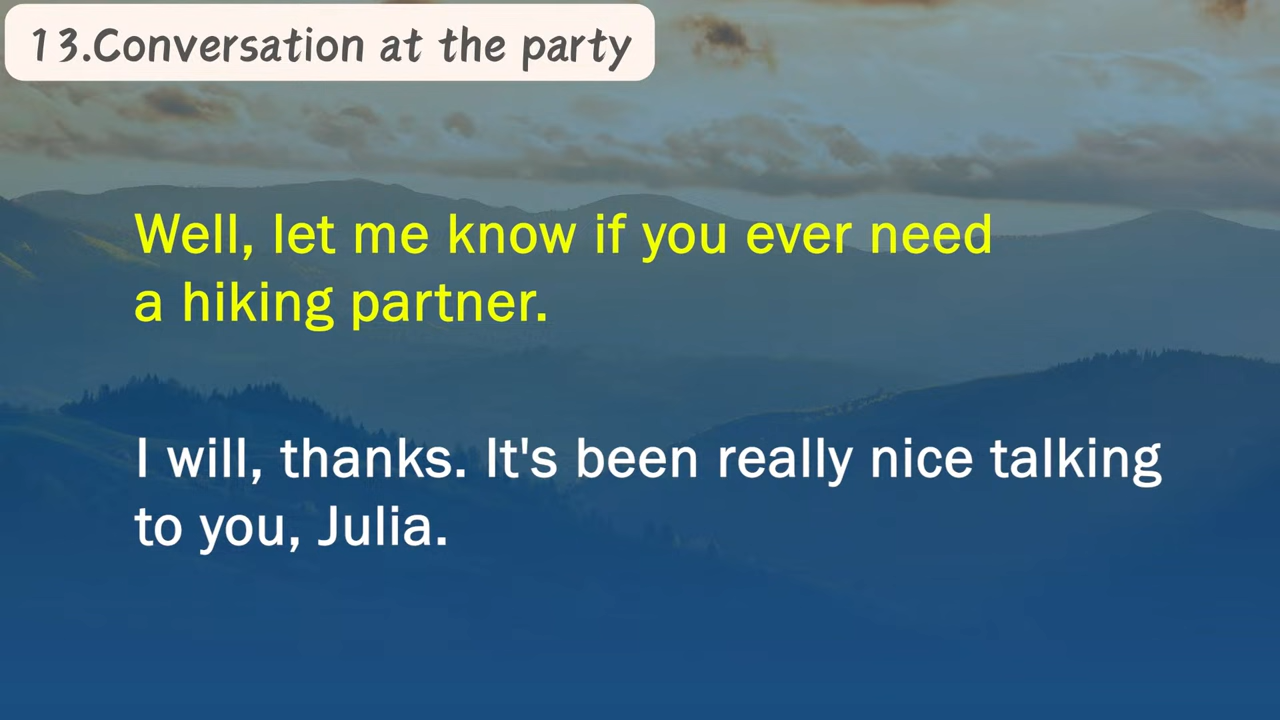 13.Conversation at the party
Well, let me know if you ever need
a hiking partner.
I will, thanks. It's been really nice talking
to you, Julia.